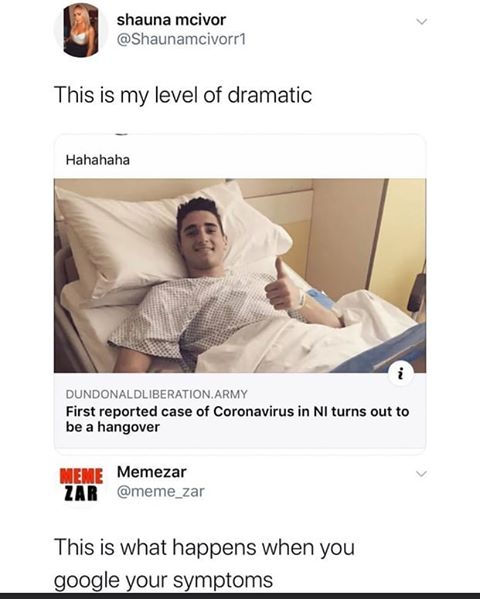 shauna mcivor
@Shaunamcivorr1
This is my level of dramatic
Hahahaha
i
DUNDONALDLIBERATION.ARMY
First reported case of Coronavirus in NI turns out to
be a hangover
MEME
ZAR
Memezar
@meme_zar
This is what happens when you
google your symptoms